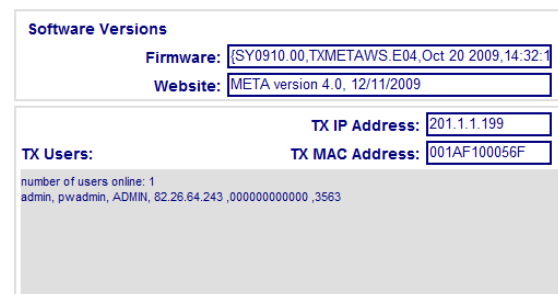 Software Versions
Firmware: {SY0910.00,TXMETAWS.E04,Oct 20 2009,14:32:1
Website: META version 4.0, 12/11/2009
TX IP Address: 201.1.1.199
TX Users: TX MAC Address: 001AF100056F
number of users online: 1
admin, pwadmin, ADMIN, 82.26.64.243 ,000000000000 ,3563